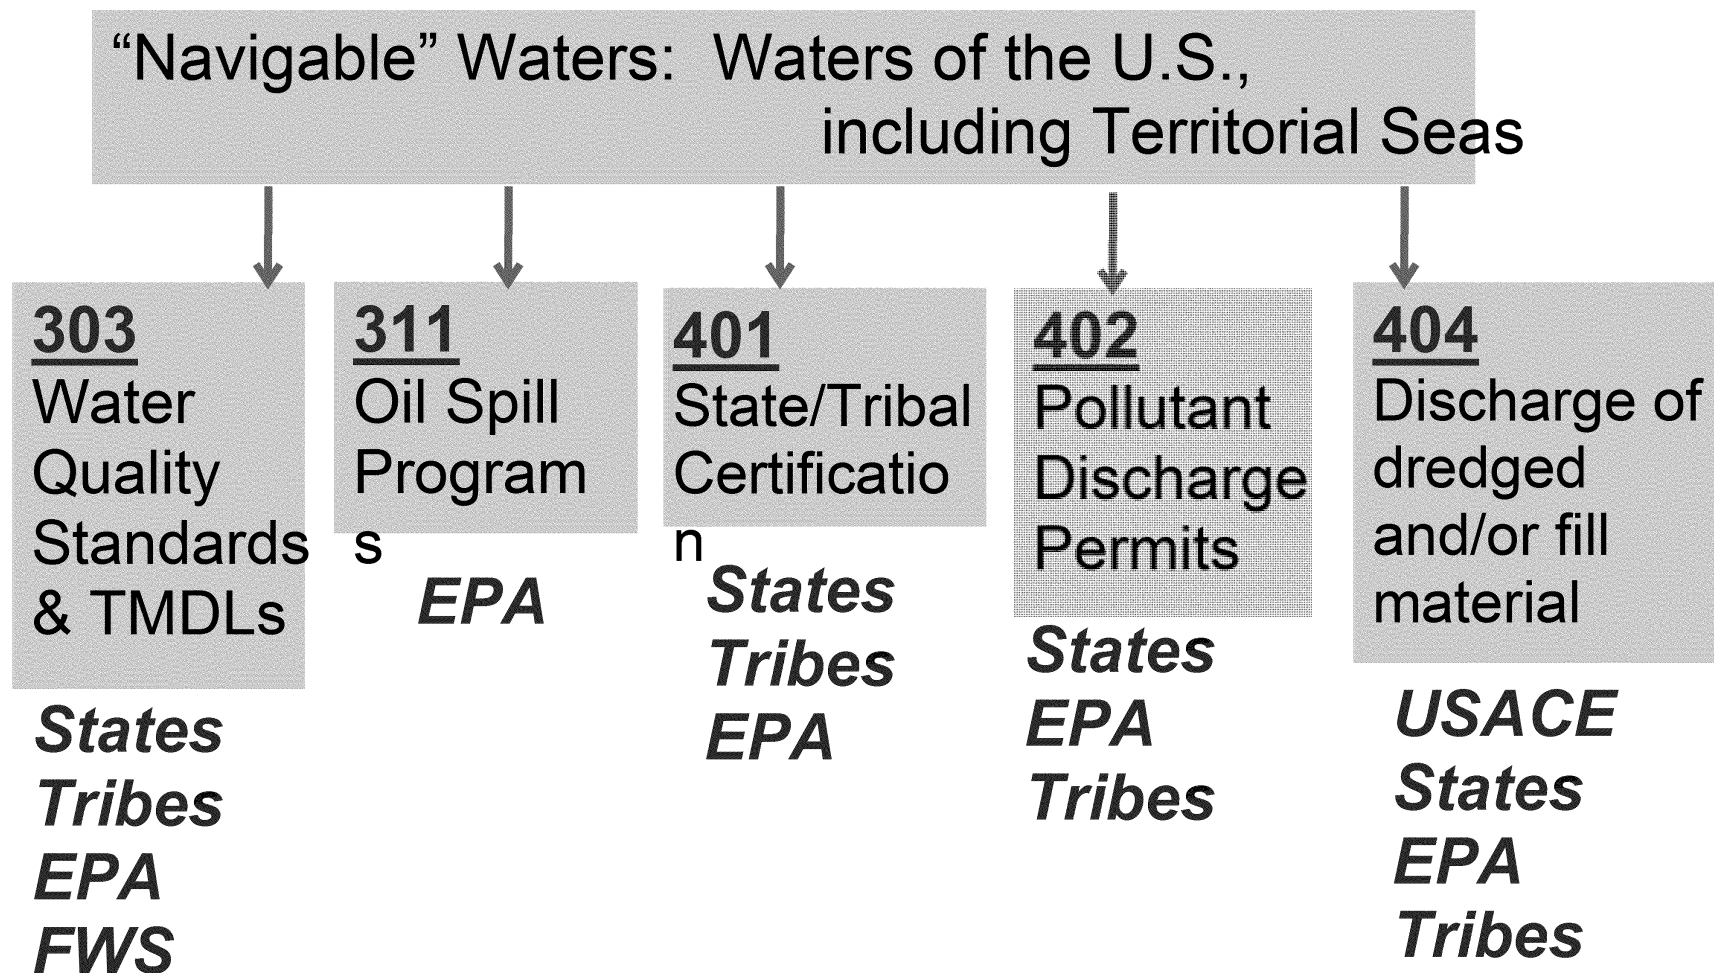 “Navigable” Waters:  Waters of the U.S.,
including Territorial Seas
303
Water
Quality
Standards
& TMDLs
States
Tribes
EPA
FWS
311
Oil Spill
Program
s
EPA
401
State/Tribal
Certificatio
n
States
Tribes
EPA
402
Pollutant
Discharge
Permits
States
EPA
Tribes
404
Discharge of
dredged
and/or fill
material
USACE
States
EPA
Tribes